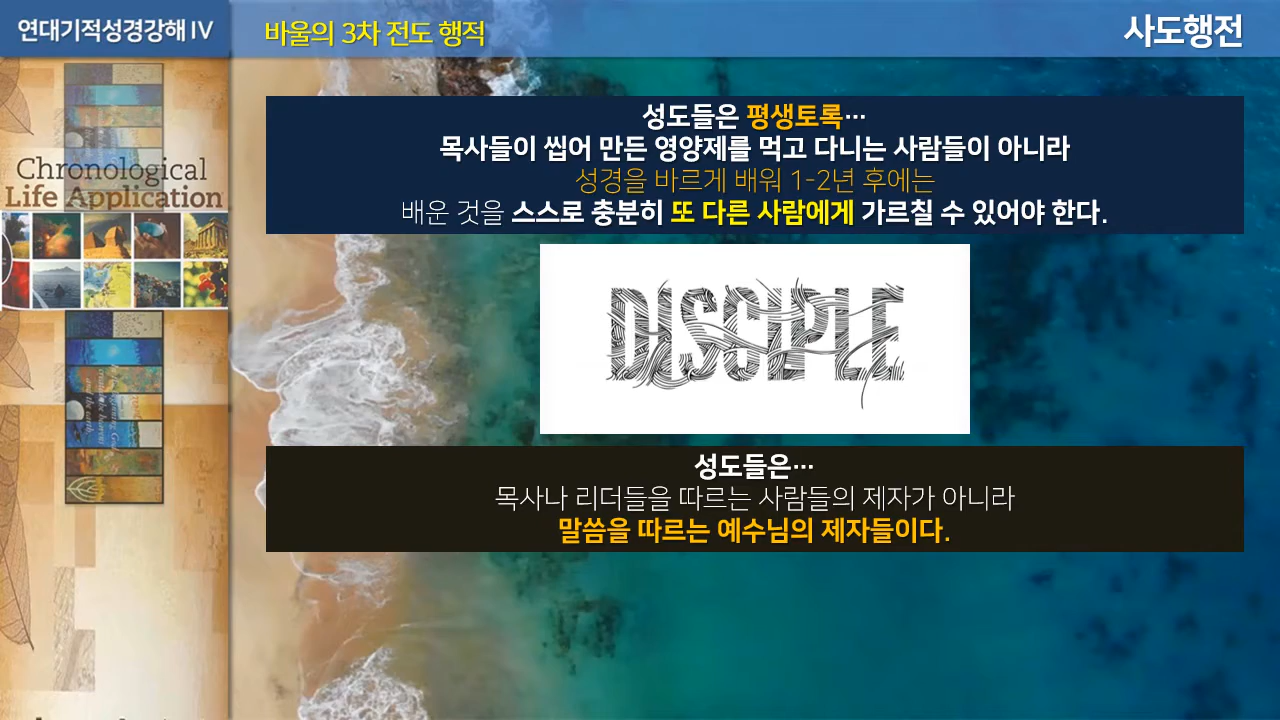 연대기적성경강해 IV
바울의 3차 전도 행적
사도행전
Chronological
Life Application
성도들은 평생토록…
목사들이 씹어 만든 영양제를 먹고 다니는 사람들이 아니라
성경을 바르게 배워 1-2년 후에는
배운 것을 스스로 충분히 또 다른 사람에게 가르칠 수 있어야 한다.
DISCIPLE
성도들은…
목사나 리더들을 따르는 사람들의 제자가 아니라
말씀을 따르는 예수님의 제자들이다.